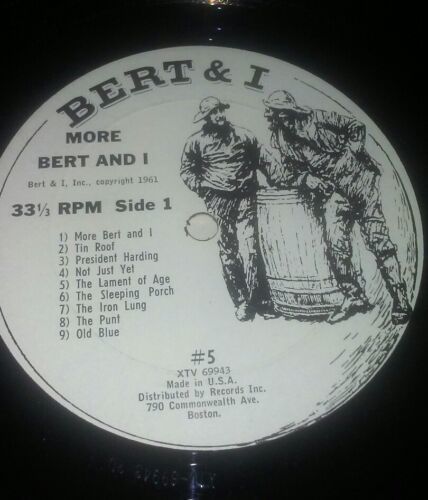 BERT & I
MORE
BERT AND I
Bert & I, Inc., copyright 1961
33⅓ RPM Side 1
1) More Bert and I
2) Tin Roof
3) President Harding
4) Not Just Yet
5) The Lament of Age
6) The Sleeping Porch
7) The Iron Lung
8) The Punt
9) Old Blue
#5
XTV 69943
Made in U.S.A.
Distributed by Records Inc.
790 Commonwealth Ave.
Boston.